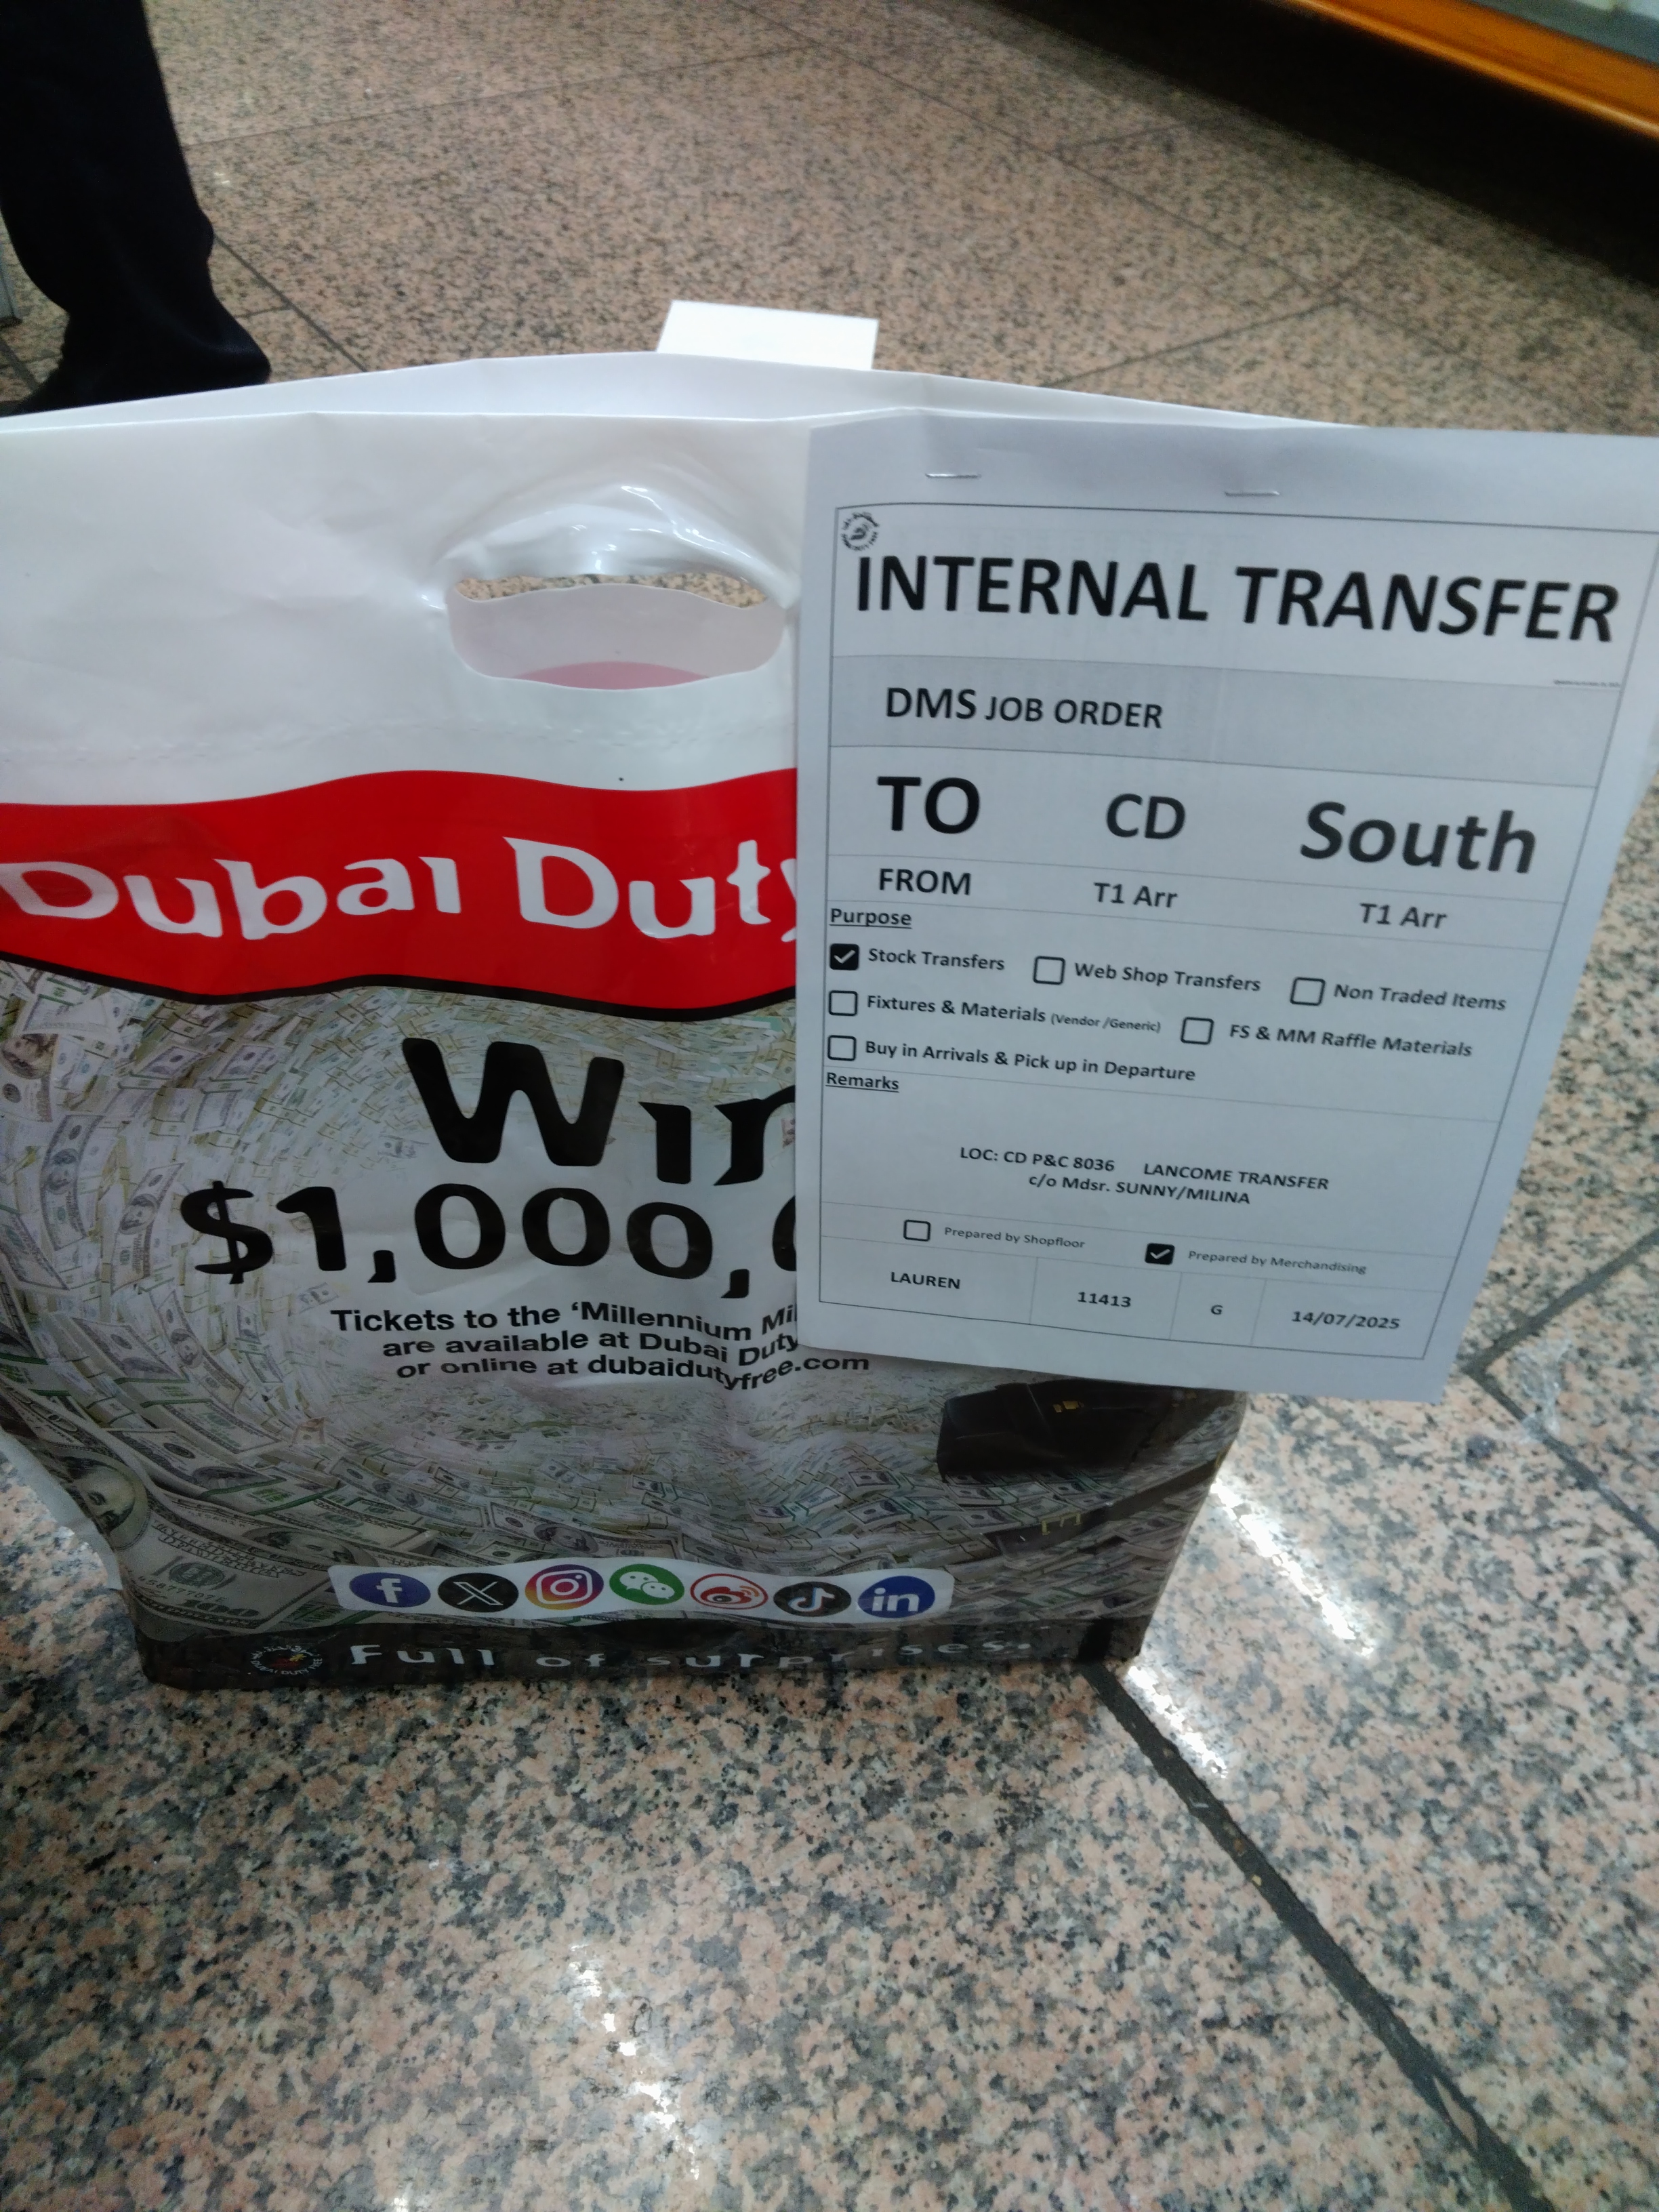 Dubai Duty
Win
$1,000,
Tickets to the ‘Millennium Mi
are available at Dubai Duty
or online at dubaidutyfree.com
Full of surprises.
INTERNAL TRANSFER
DMS JOB ORDER
TO CD South
FROM T1 Arr T1 Arr
Purpose
Stock Transfers Web Shop Transfers Non Traded Items
Fixtures & Materials (Vendor /Generic) FS & MM Raffle Materials
Buy in Arrivals & Pick up in Departure
Remarks
LOC: CD P&C 8036 LANCOME TRANSFER
c/o Mdsr. SUNNY/MILINA
Prepared by Shopfloor Prepared by Merchandising
LAUREN 11413 G 14/07/2025